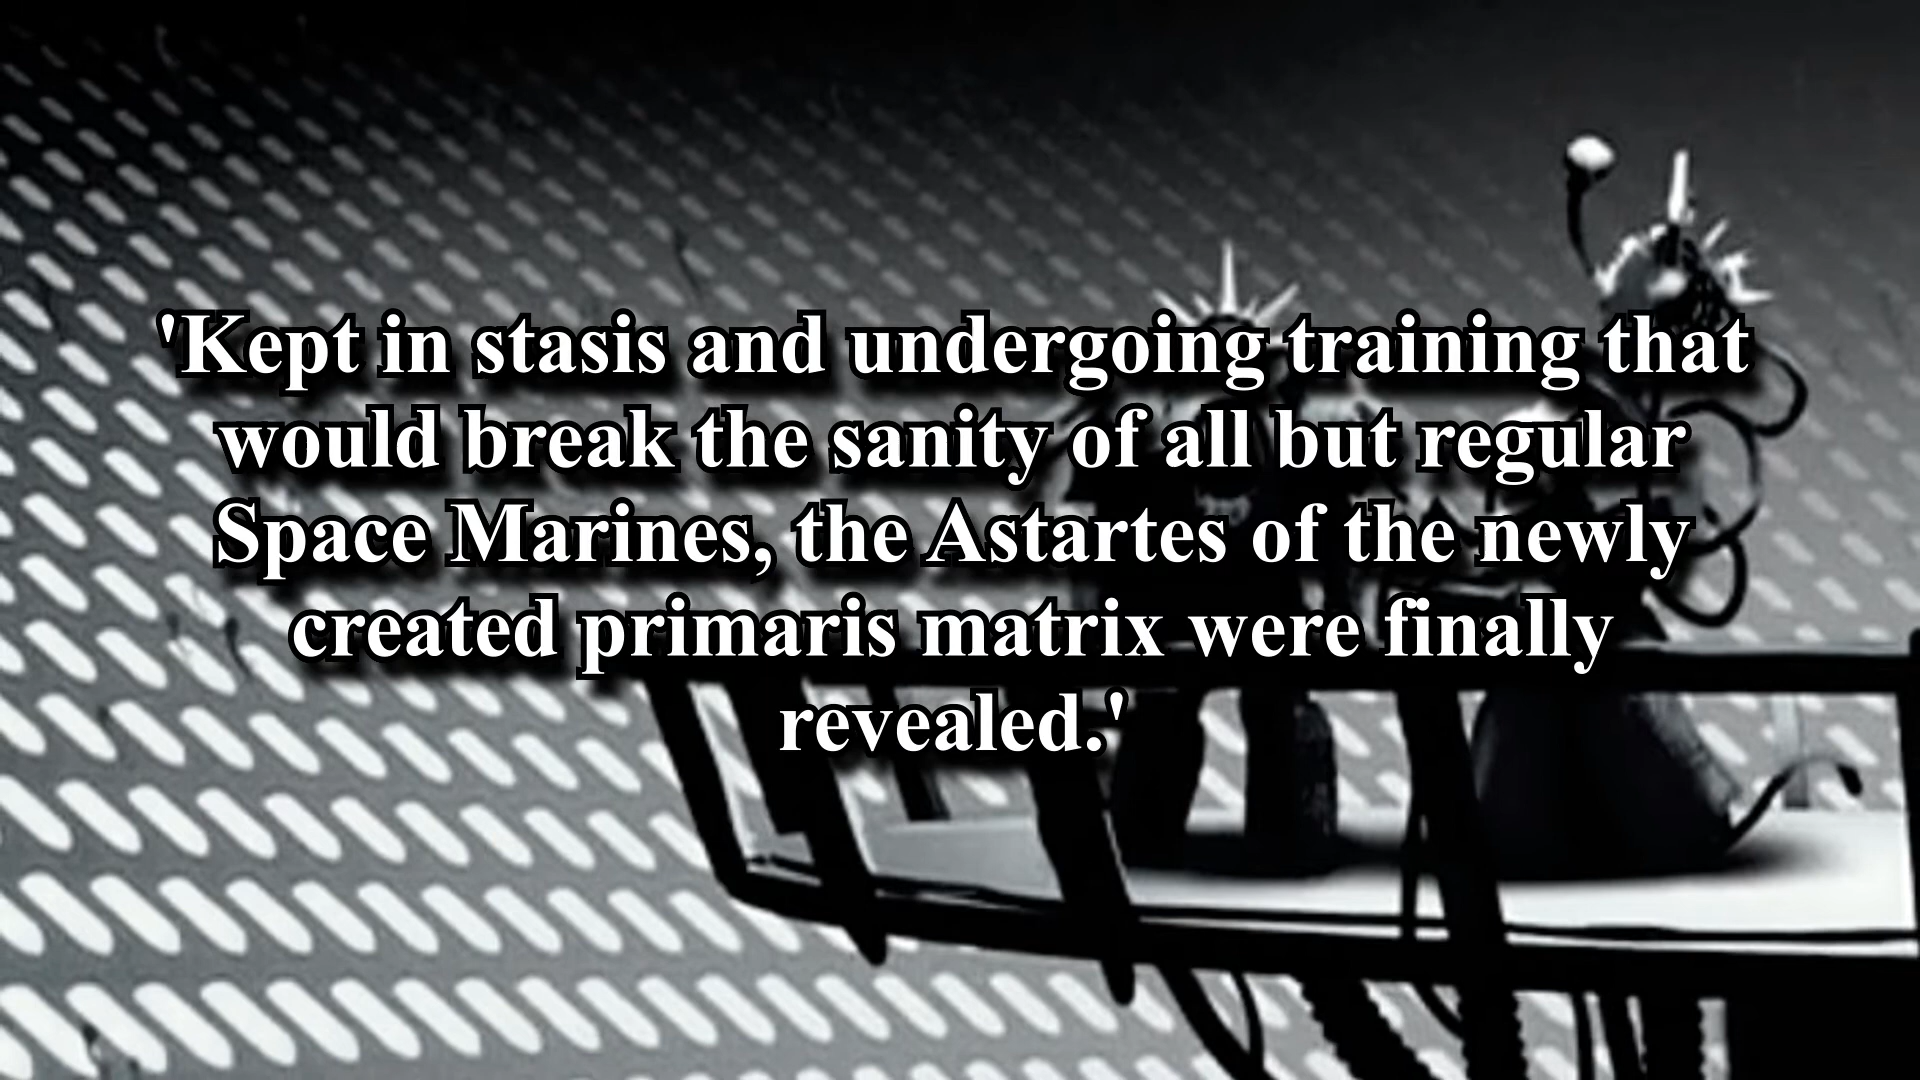 'Kept in stasis and undergoing training that
would break the sanity of all but regular
Space Marines, the Astartes of the newly
created primaris matrix were finally
revealed.'